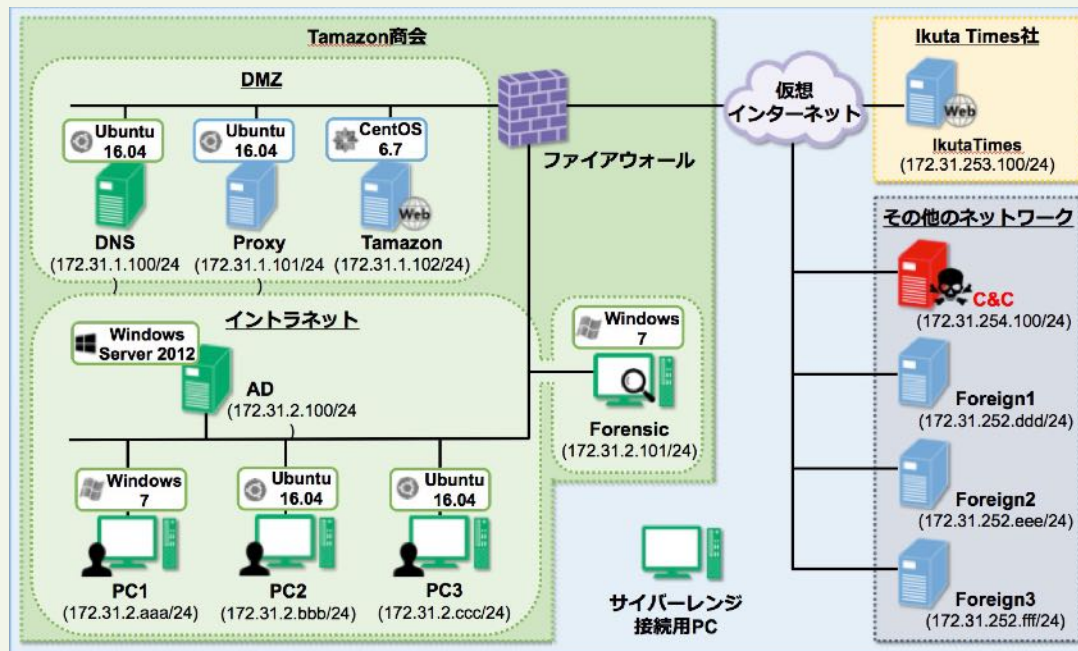 Tamazon商会
DMZ
Ubuntu
16.04
DNS
(172.31.1.100/24
)
Ubuntu
16.04
Proxy
(172.31.1.101/24
)
CentOS
6.7
Web
Tamazon
(172.31.1.102/24)
ファイアウォール
イントラネット
Windows
Server 2012
AD
(172.31.2.100/24
)
Windows
7
PC1
(172.31.2.aaa/24)
Ubuntu
16.04
PC2
(172.31.2.bbb/24)
Ubuntu
16.04
PC3
(172.31.2.ccc/24)
Windows
7
Forensic
(172.31.2.101/24)
サイバーレンジ
接続用PC
仮想
インターネット
Ikuta Times社
Web
IkutaTimes
(172.31.253.100/24)
その他のネットワーク
C&C
(172.31.254.100/24)
Foreign1
(172.31.252.ddd/24)
Foreign2
(172.31.252.eee/24)
Foreign3
(172.31.252.fff/24)